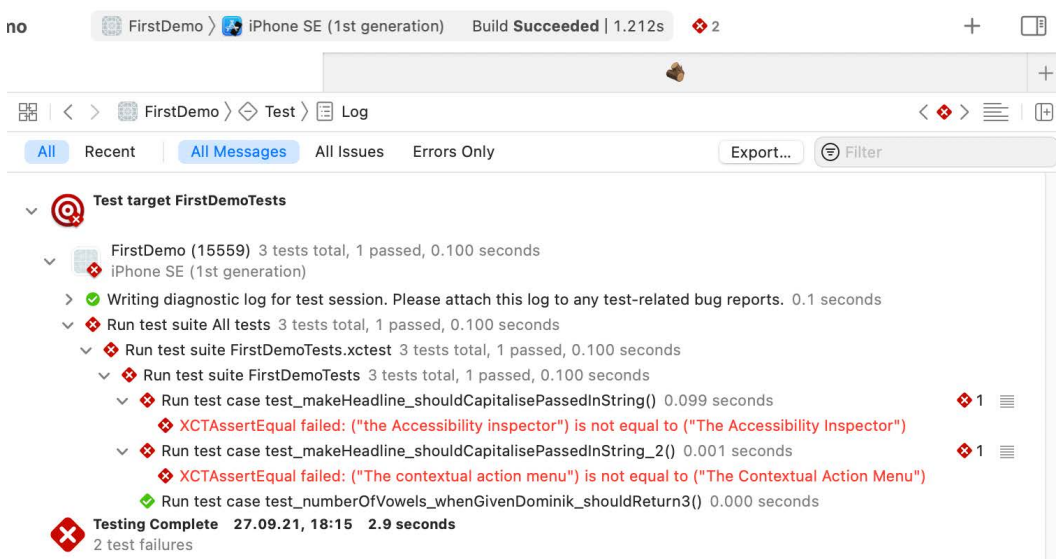 mo FirstDemo iPhone SE (1st generation) Build Succeeded | 1.212s 2
FirstDemo Test Log
All Recent All Messages All Issues Errors Only Export... Filter
Test target FirstDemoTests
FirstDemo (15559) 3 tests total, 1 passed, 0.100 seconds
iPhone SE (1st generation)
Writing diagnostic log for test session. Please attach this log to any test-related bug reports. 0.1 seconds
Run test suite All tests 3 tests total, 1 passed, 0.100 seconds
Run test suite FirstDemoTests.xctest 3 tests total, 1 passed, 0.100 seconds
Run test suite FirstDemoTests 3 tests total, 1 passed, 0.100 seconds
Run test case test_makeHeadline_shouldCapitalisePassedInString() 0.099 seconds 1
XCTAssertEqual failed: ("the Accessibility inspector") is not equal to ("The Accessibility Inspector")
Run test case test_makeHeadline_shouldCapitalisePassedInString_2() 0.001 seconds 1
XCTAssertEqual failed: ("The contextual action menu") is not equal to ("The Contextual Action Menu")
Run test case test_numberOfVowels_whenGivenDominik_shouldReturn3() 0.000 seconds
Testing Complete 27.09.21, 18:15 2.9 seconds
2 test failures